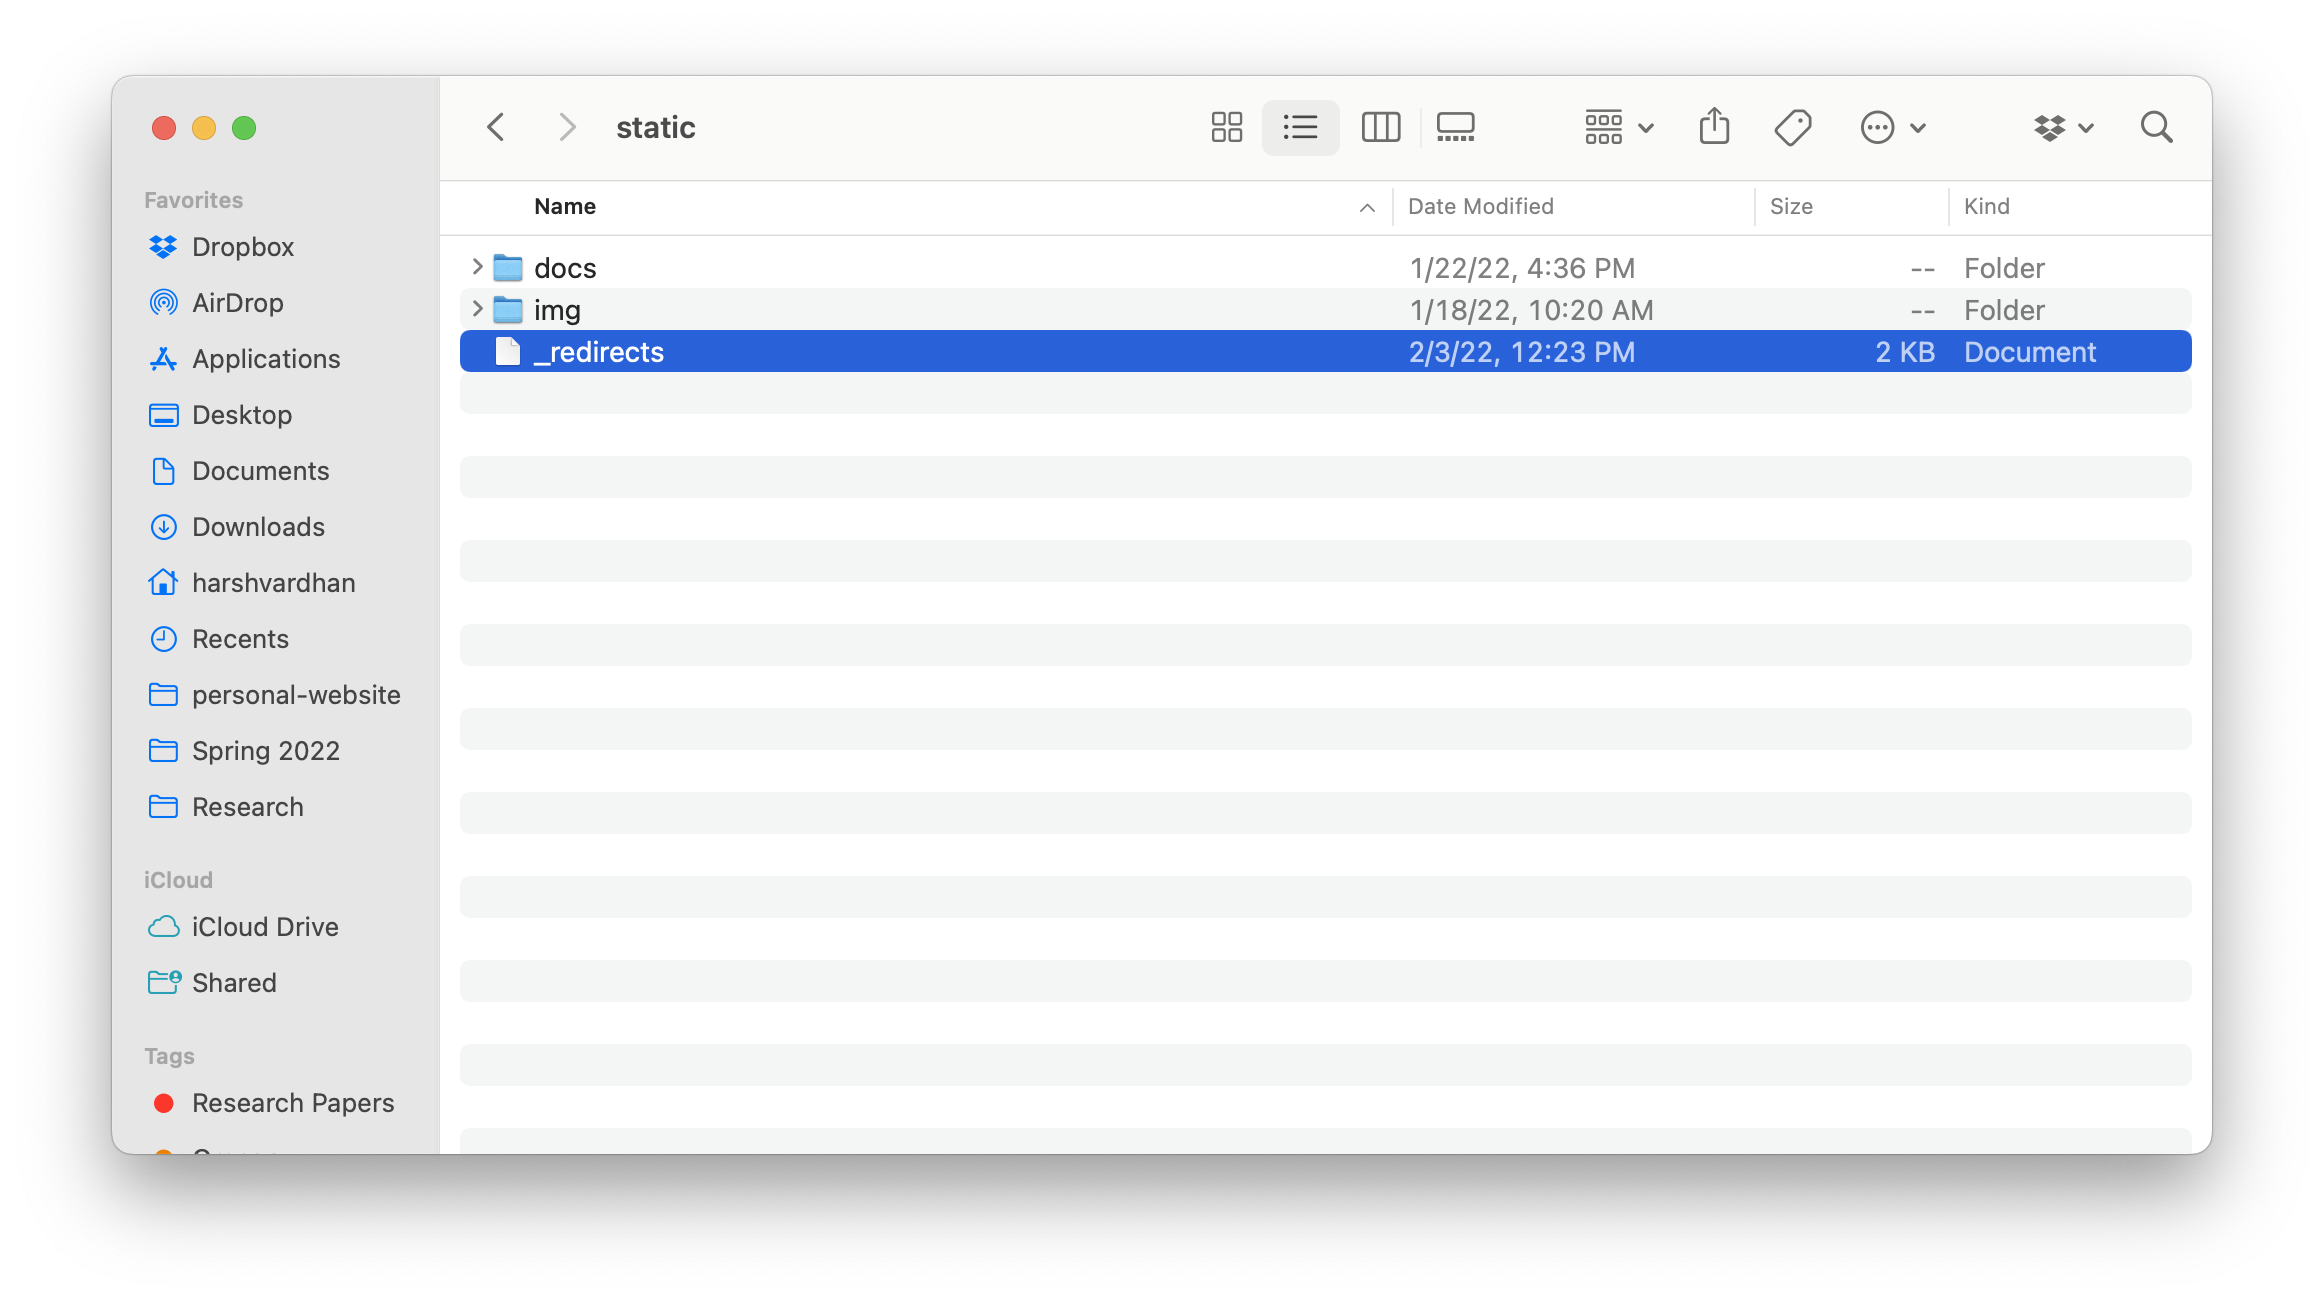 static
Favorites
Dropbox
AirDrop
Applications
Desktop
Documents
Downloads
harshvardhan
Recents
personal-website
Spring 2022
Research
iCloud
iCloud Drive
Shared
Tags
Research Papers
Name Date Modified Size Kind
docs 1/22/22, 4:36 PM -- Folder
img 1/18/22, 10:20 AM -- Folder
_redirects 2/3/22, 12:23 PM 2 KB Document